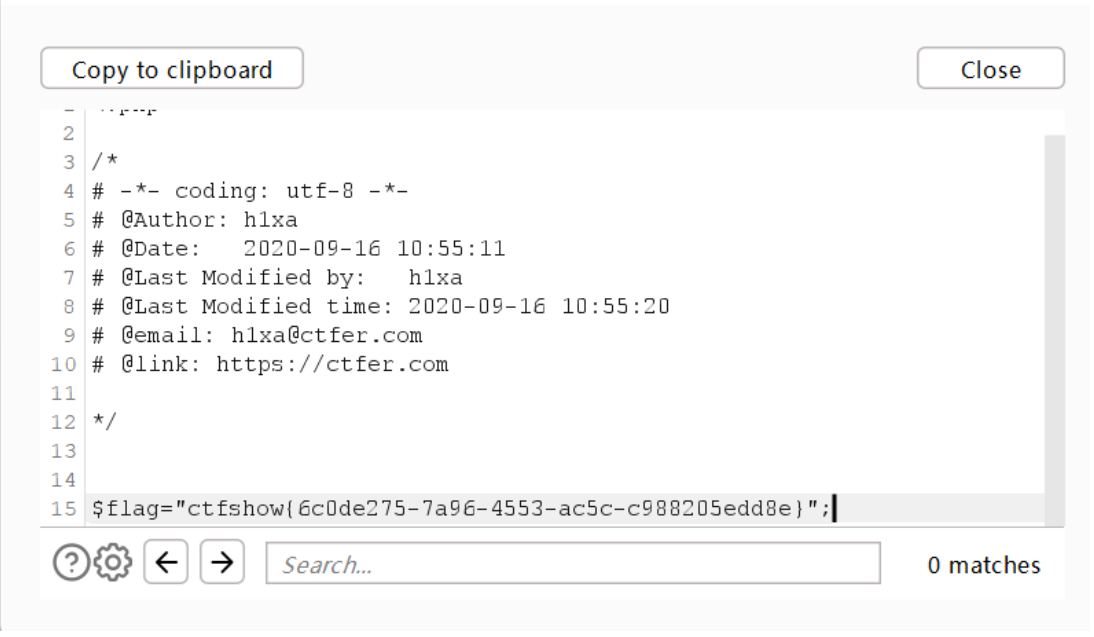 Copy to clipboard
Close
2
3 /*
4 # -*- coding: utf-8 -*-
5 # @Author: h1xa
6 # @Date:   2020-09-16 10:55:11
7 # @Last Modified by:   h1xa
8 # @Last Modified time: 2020-09-16 10:55:20
9 # @email: h1xa@ctfer.com
10 # @link: https://ctfer.com
11
12 */
13
14
15 $flag="ctfshow{6c0de275-7a96-4553-ac5c-c988205edd8e}";
Search...
0 matches